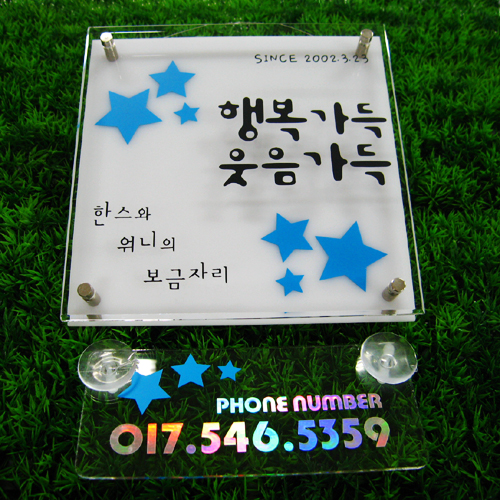 SINCE 2002.3.23
행복가득
웃음가득
한스와
워니의
보금자리
PHONE NUMBER
017.546.5359